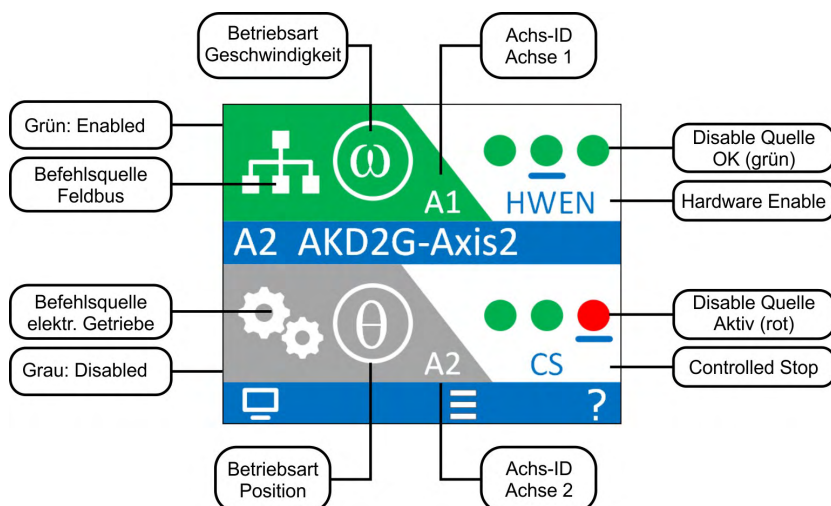 Betriebsart
Geschwindigkeit
Achs-ID
Achse 1
Grün: Enabled
Befehlsquelle
Feldbus
ω
A1
HWEN
Disable Quelle
OK (grün)
Hardware Enable
A2 AKD2G-Axis2
Befehlsquelle
elektr. Getriebe
Grau: Disabled
θ
A2
CS
Disable Quelle
Aktiv (rot)
Controlled Stop
?
Betriebsart
Position
Achs-ID
Achse 2